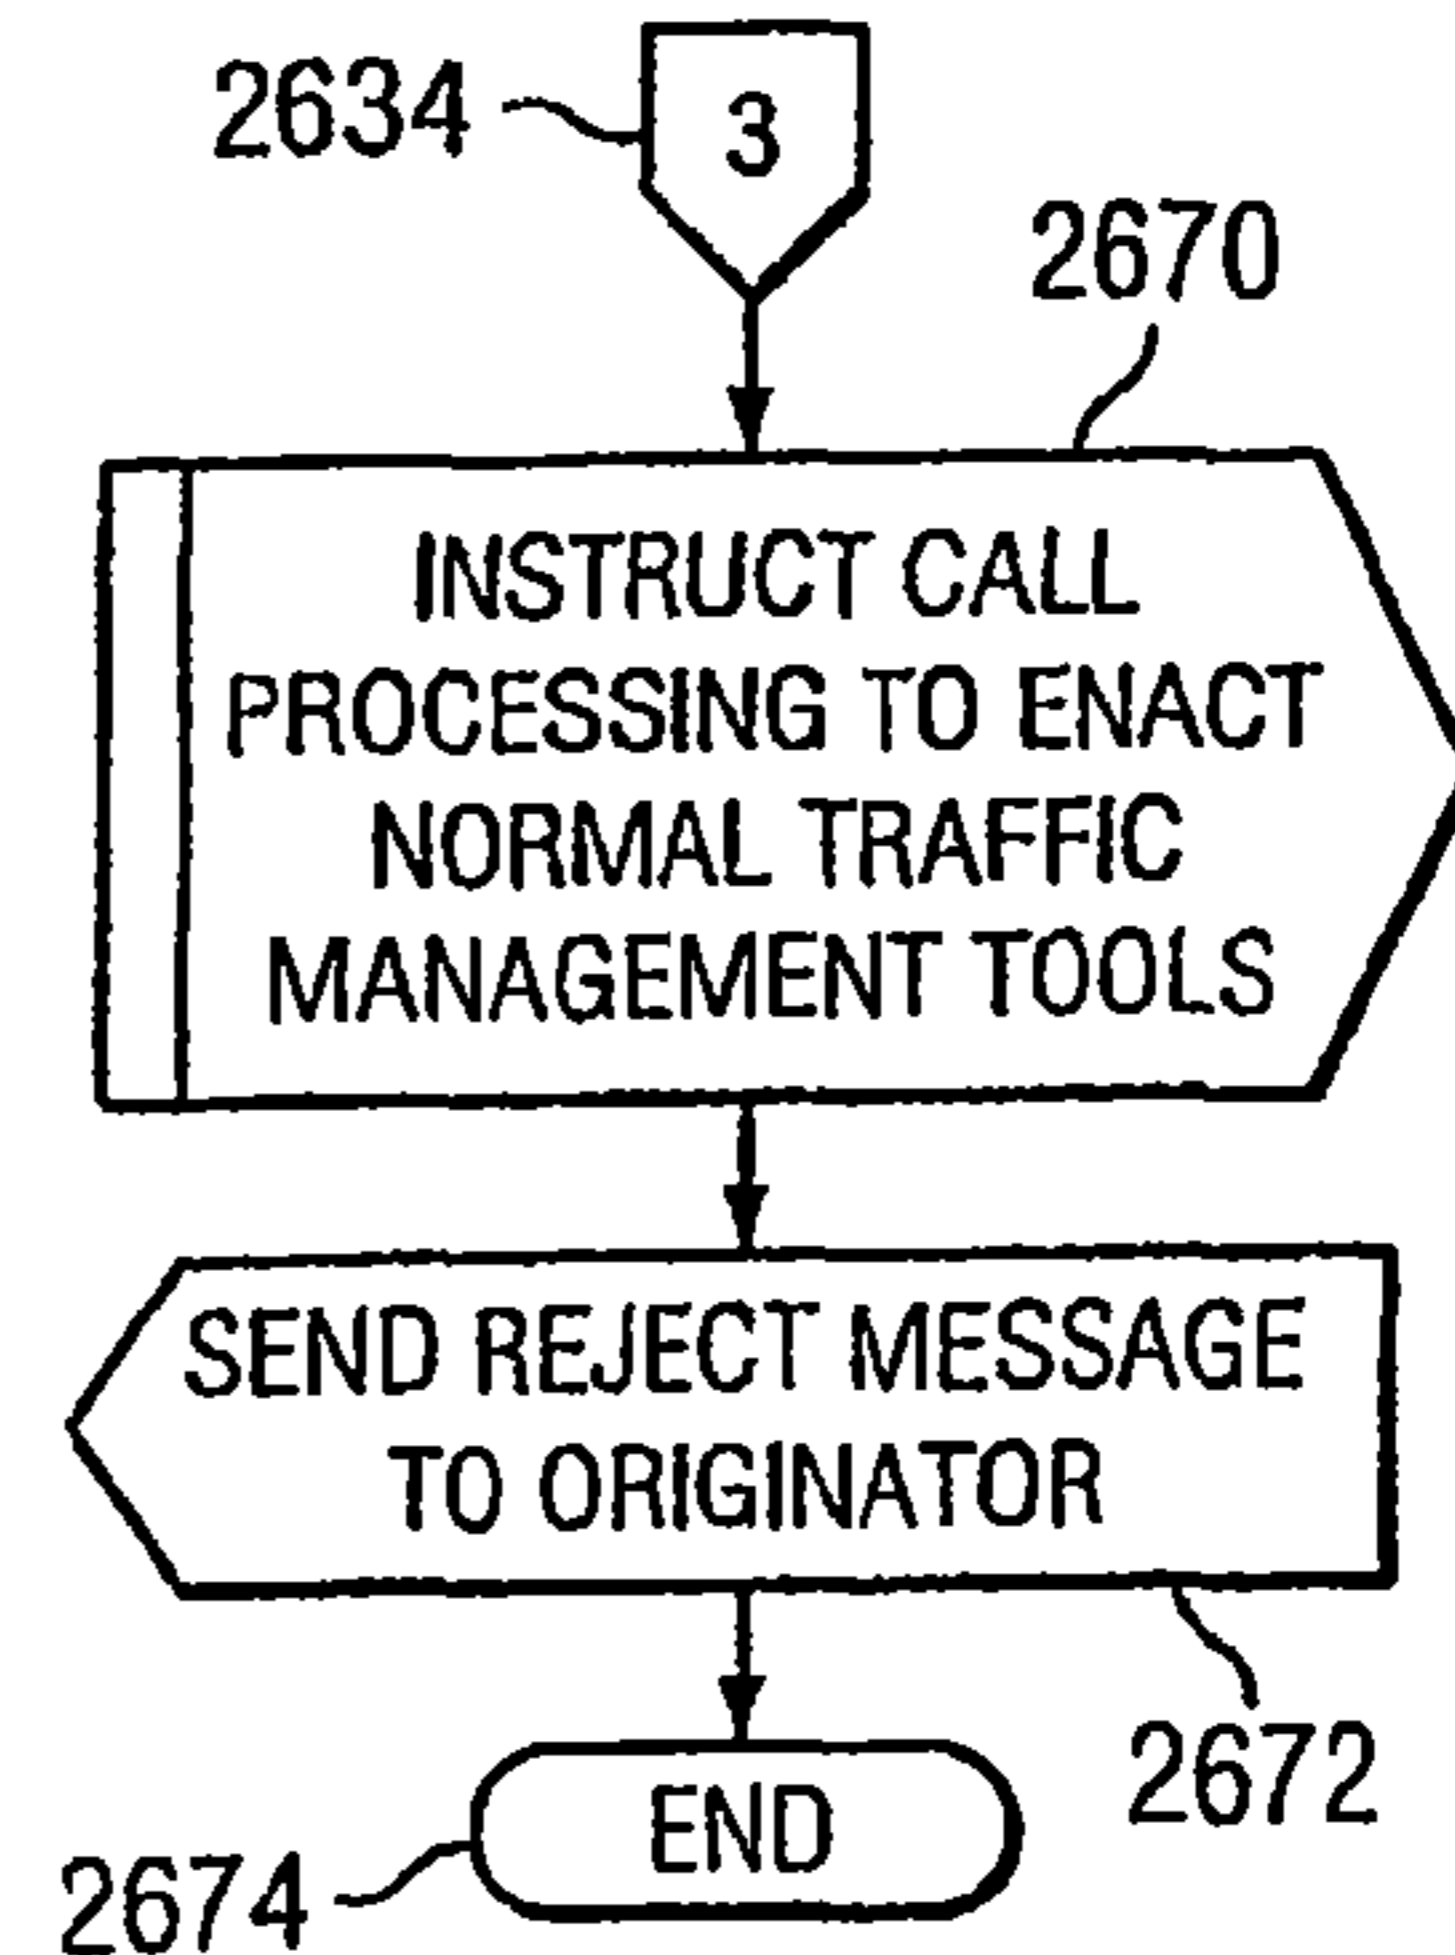 2634
3
2670
INSTRUCT CALL
PROCESSING TO ENACT
NORMAL TRAFFIC
MANAGEMENT TOOLS
SEND REJECT MESSAGE
TO ORIGINATOR
2672
END
2674